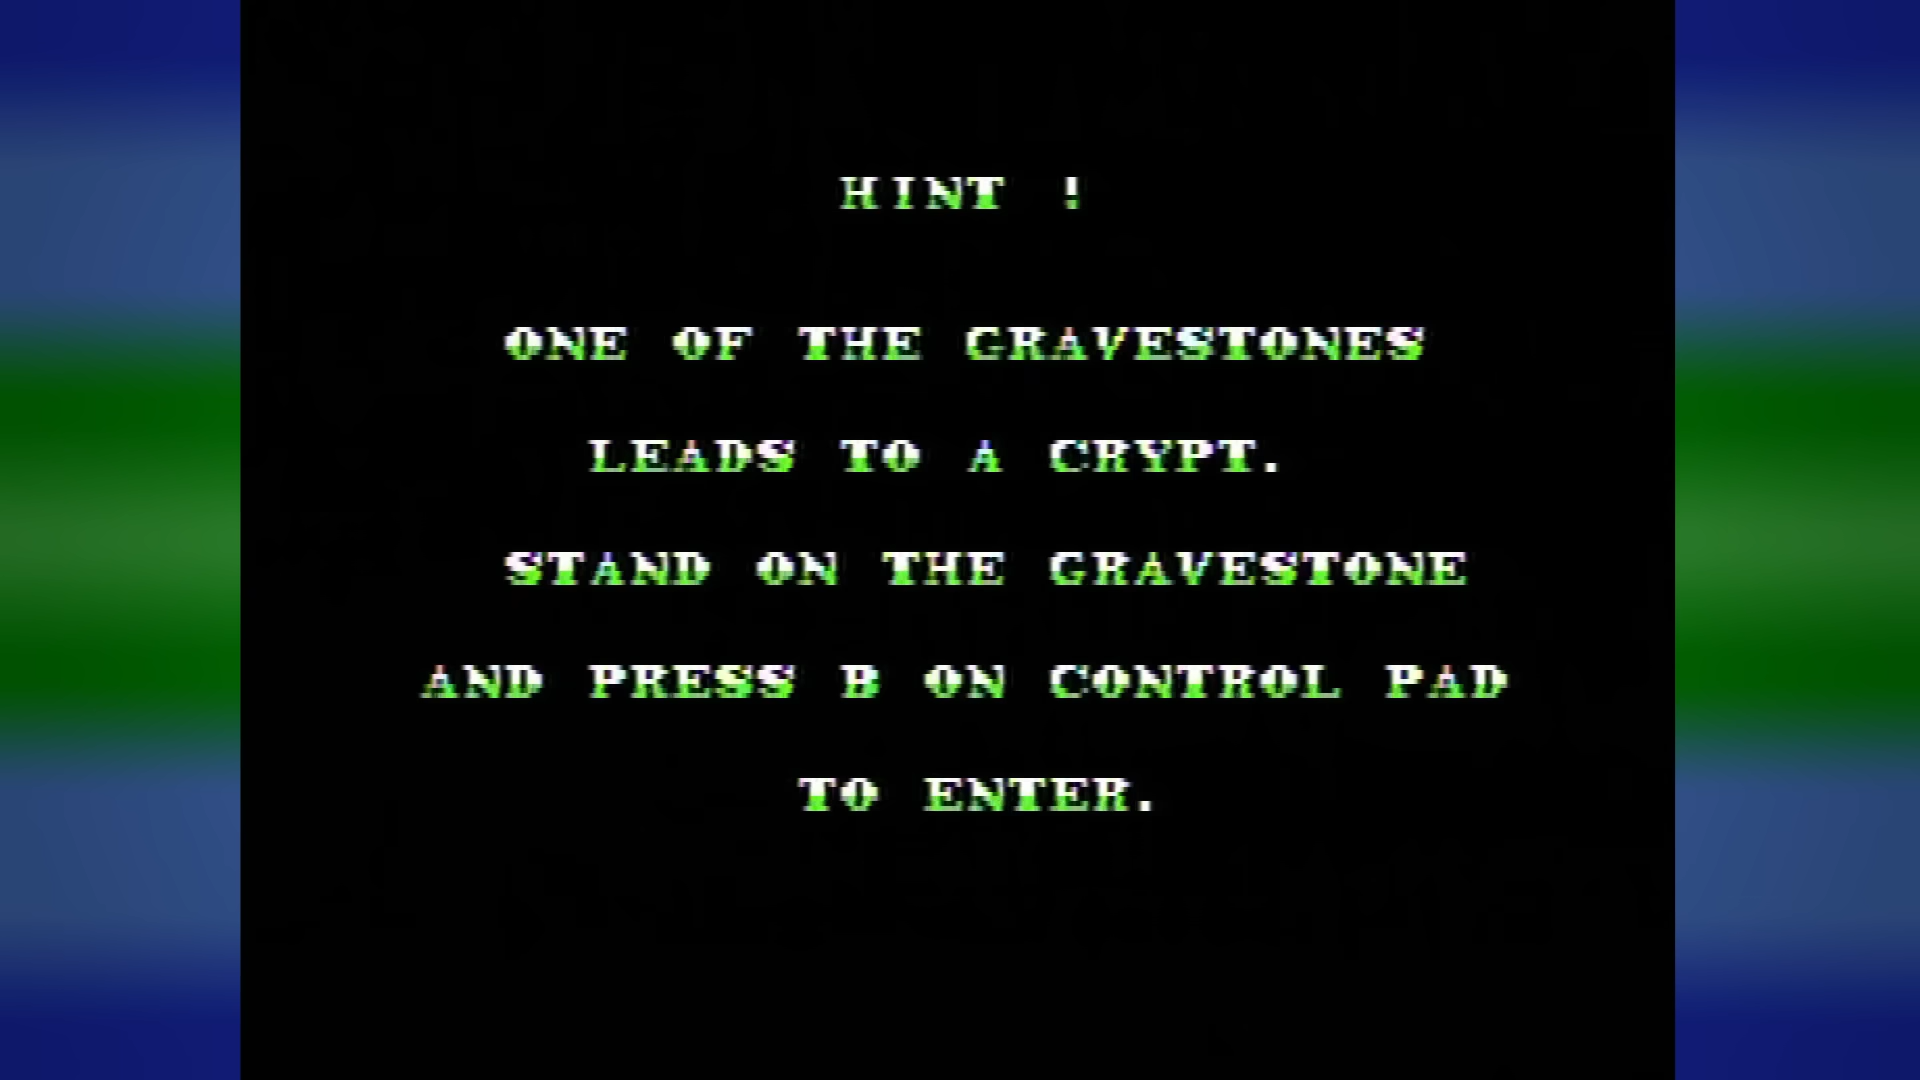 HINT !
ONE OF THE GRAVESTONES
LEADS TO A CRYPT.
STAND ON THE GRAVESTONE
AND PRESS B ON CONTROL PAD
TO ENTER.